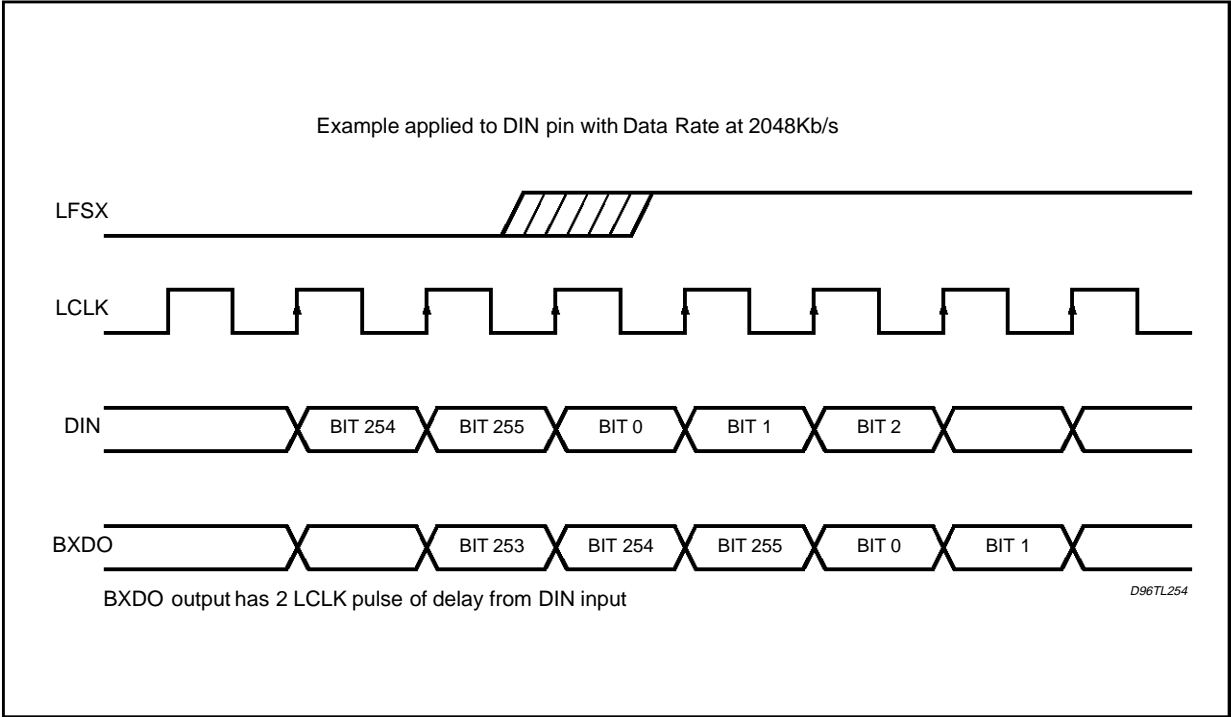 Example applied to DIN pin with Data Rate at 2048Kb/s
LFSX
LCLK
DIN BIT 254 BIT 255 BIT 0 BIT 1 BIT 2
BXDO BIT 253 BIT 254 BIT 255 BIT 0 BIT 1
BXDO output has 2 LCLK pulse of delay from DIN input
D96TL254